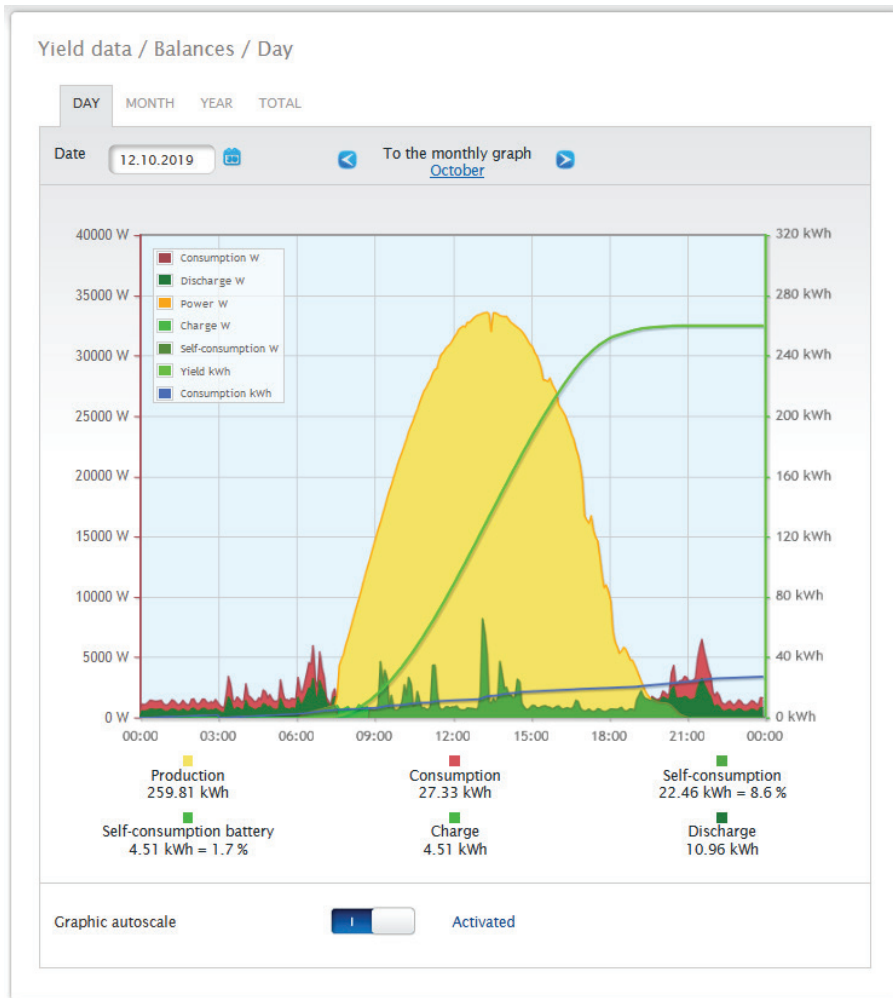 Yield data / Balances / Day
DAY MONTH YEAR TOTAL
Date 12.10.2019 To the monthly graph
October
40000 W 320 kWh
Consumption W
Discharge W
35000 W 280 kWh
Power W
Charge W
Self-consumption W
30000 W 240 kWh
Yield kWh
Consumption kWh
25000 W 200 kWh
20000 W 160 kWh
15000 W 120 kWh
10000 W 80 kWh
5000 W 40 kWh
0 W 0 kWh
00:00 03:00 06:00 09:00 12:00 15:00 18:00 21:00 00:00
Production Consumption Self-consumption
259.81 kWh 27.33 kWh 22.46 kWh = 8.6 %
Self-consumption battery Charge Discharge
4.51 kWh = 1.7 % 4.51 kWh 10.96 kWh
Graphic autoscale I Activated